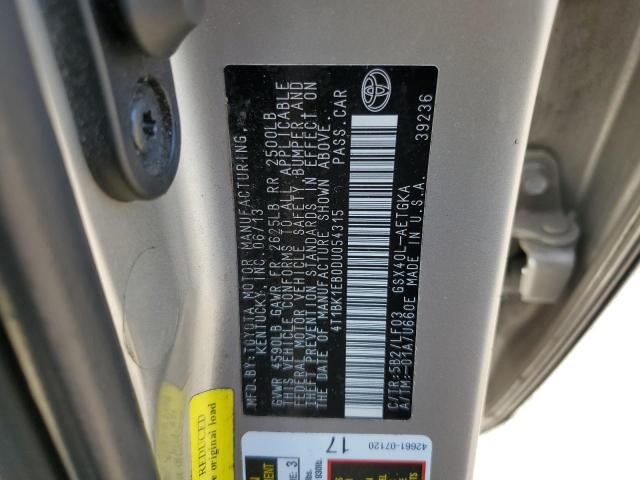 MFD.BY:TOYOTA MOTOR MANUFACTURING,
KENTUCKY, INC. 06/13
GVWR 4590LB GAWR FR 2625LB RR 2500LB
THIS VEHICLE CONFORMS TO ALL APPLICABLE
FEDERAL MOTOR VEHICLE SAFETY, BUMPER, AND
THEFT PREVENTION STANDARDS IN EFFECT ON
THE DATE OF MANUFACTURE SHOWN ABOVE.
4T1BK1EB0DU054315 PASS. CAR
C/TR:5B2/LF03 GSX40L-AETGKA
A/TM:-01A/U660E MADE IN U.S.A. 39236
REDUCED
original load
42661-07120
17